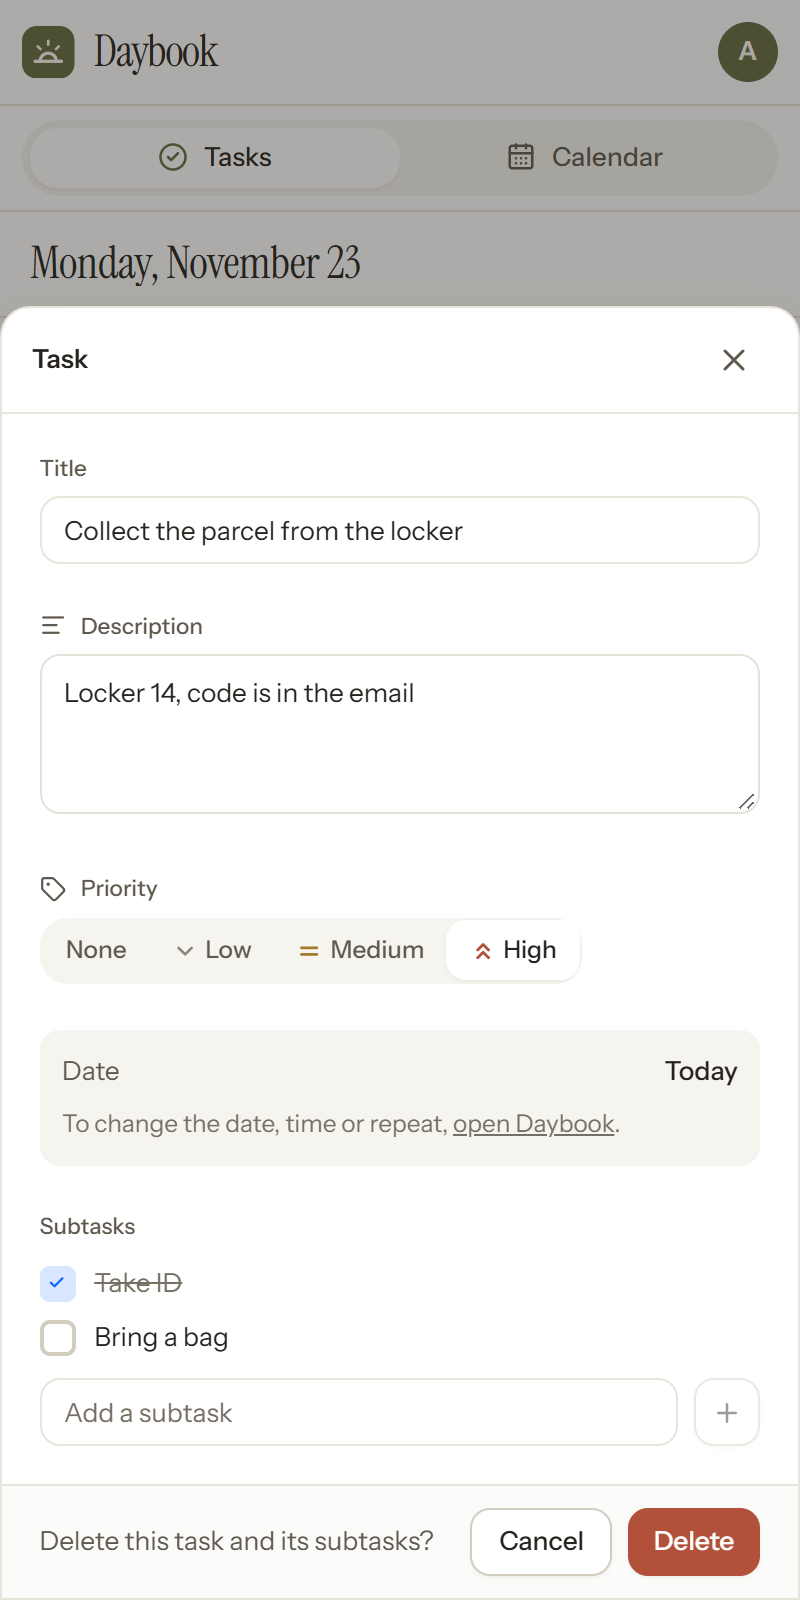 Daybook
A
Tasks
Calendar
Monday, November 23
Task
Title
Collect the parcel from the locker
Description
Locker 14, code is in the email
Priority
None
Low
Medium
High
Date
Today
To change the date, time or repeat, open Daybook.
Subtasks
Take ID
Bring a bag
Add a subtask
Delete this task and its subtasks?
Cancel
Delete